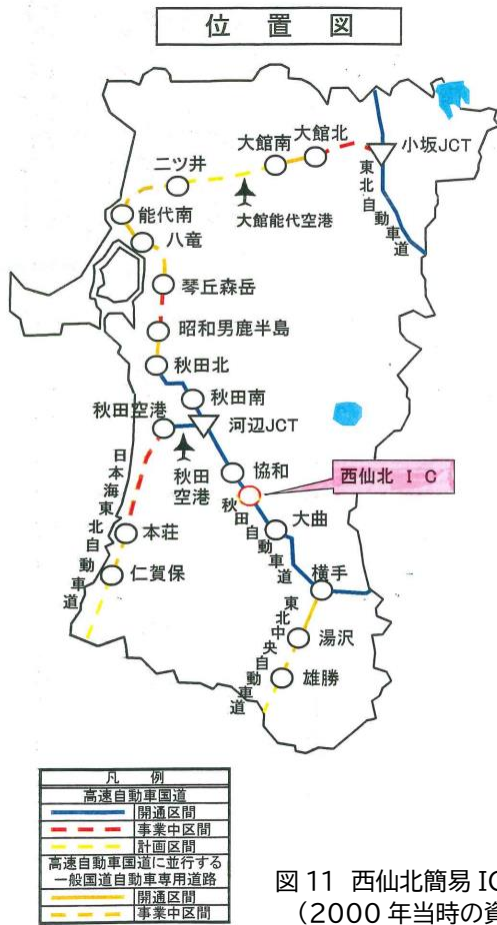 位 置 図
大館南
大館北
小坂JCT
東北自動車道
二ツ井
大館能代空港
能代南
八竜
琴丘森岳
昭和男鹿半島
秋田北
秋田南
秋田空港
河辺JCT
秋田
空港
協和
西仙北 I C
秋田自動車道
大曲
日本海東北自動車道
本荘
仁賀保
横手
東北中央自動車道
湯沢
雄勝
凡 例
高速自動車国道
開通区間
事業中区間
計画区間
高速自動車国道に並行する
一般国道自動車専用道路
開通区間
事業中区間
図 11 西仙北簡易 IC
（2000 年当時の資